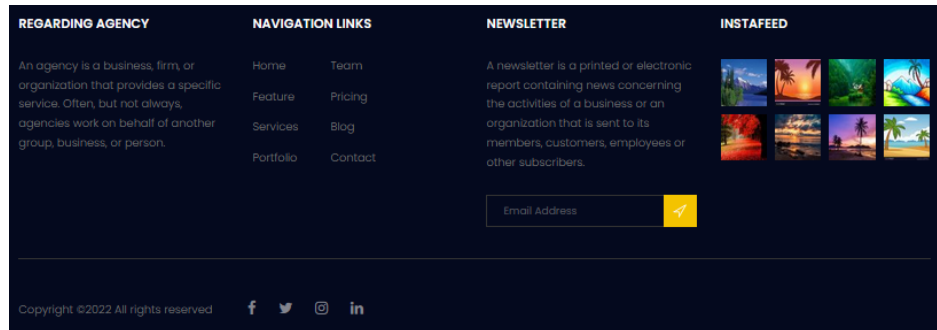 REGARDING AGENCY
An agency is a business, firm, or
organization that provides a specific
service. Often, but not always,
agencies work on behalf of another
group, business, or person.
NAVIGATION LINKS
Home
Feature
Services
Portfolio
Team
Pricing
Blog
Contact
NEWSLETTER
A newsletter is a printed or electronic
report containing news concerning
the activities of a business or an
organization that is sent to its
members, customers, employees or
other subscribers.
Email Address
INSTAFEED
Copyright ©2022 All rights reserved